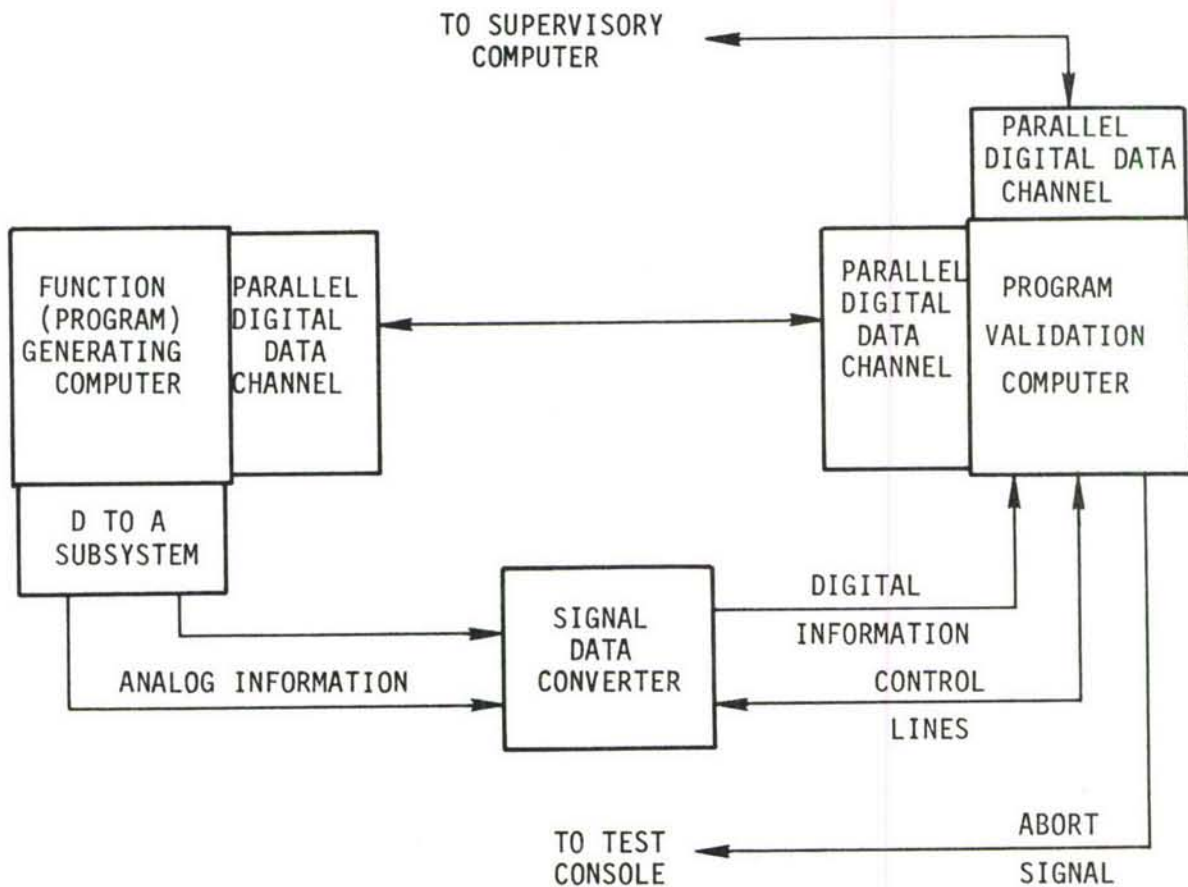 TO SUPERVISORY
COMPUTER
PARALLEL
DIGITAL DATA
CHANNEL
FUNCTION
(PROGRAM)
GENERATING
COMPUTER
PARALLEL
DIGITAL
DATA
CHANNEL
PARALLEL
DIGITAL
DATA
CHANNEL
PROGRAM
VALIDATION
COMPUTER
D TO A
SUBSYSTEM
SIGNAL
DATA
CONVERTER
DIGITAL
INFORMATION
ANALOG INFORMATION
CONTROL
LINES
TO TEST
CONSOLE
ABORT
SIGNAL